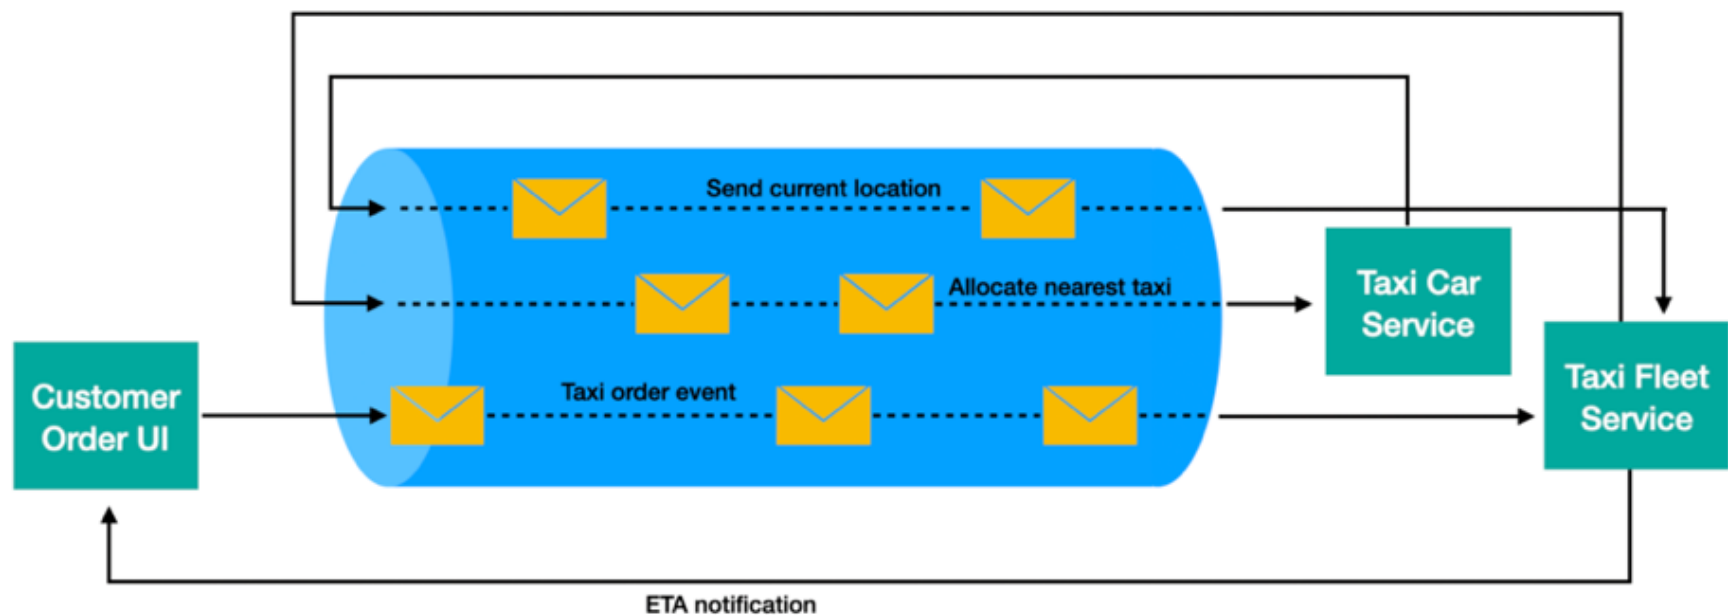 Send current location
Allocate nearest taxi
Taxi Car
Service
Customer
Order UI
Taxi order event
Taxi Fleet
Service
ETA notification